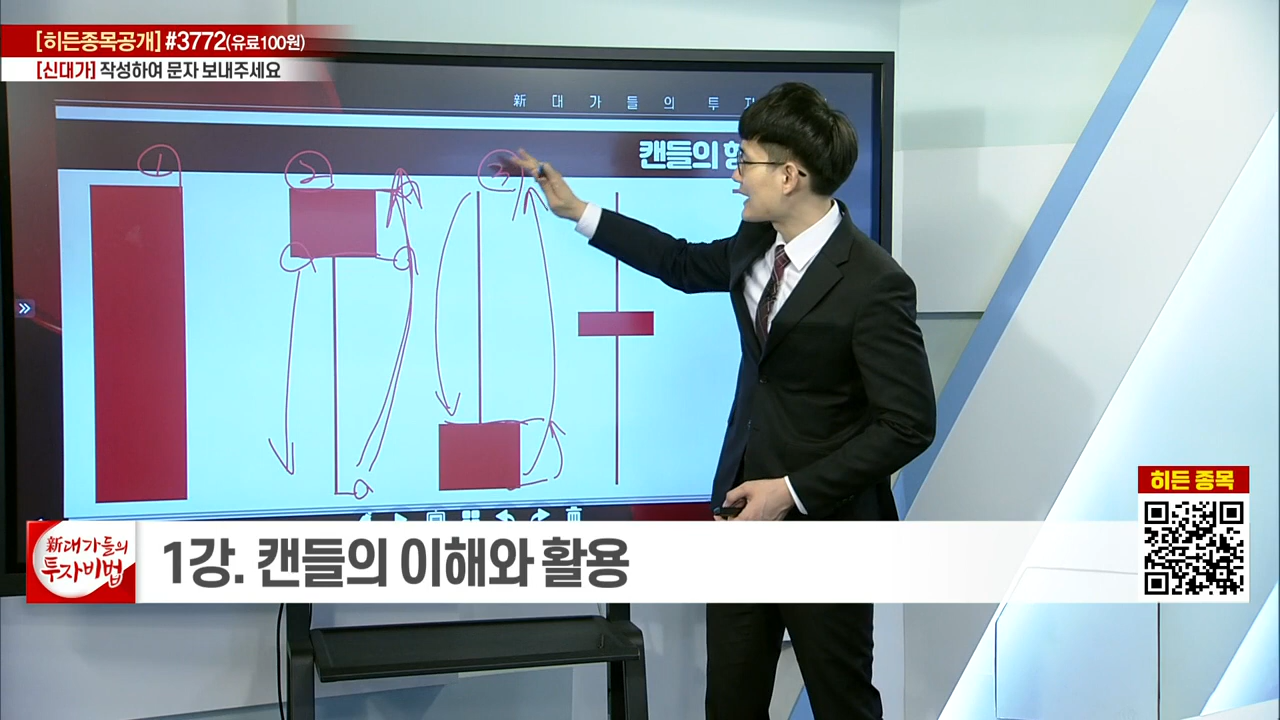 [히든종목공개] #3772(유료100원)
[신대가] 작성하여 문자 보내주세요
新 대 가 들 의 투
캔들의
1 2 3
히든 종목
新대가들의
투자비법
1강. 캔들의 이해와 활용